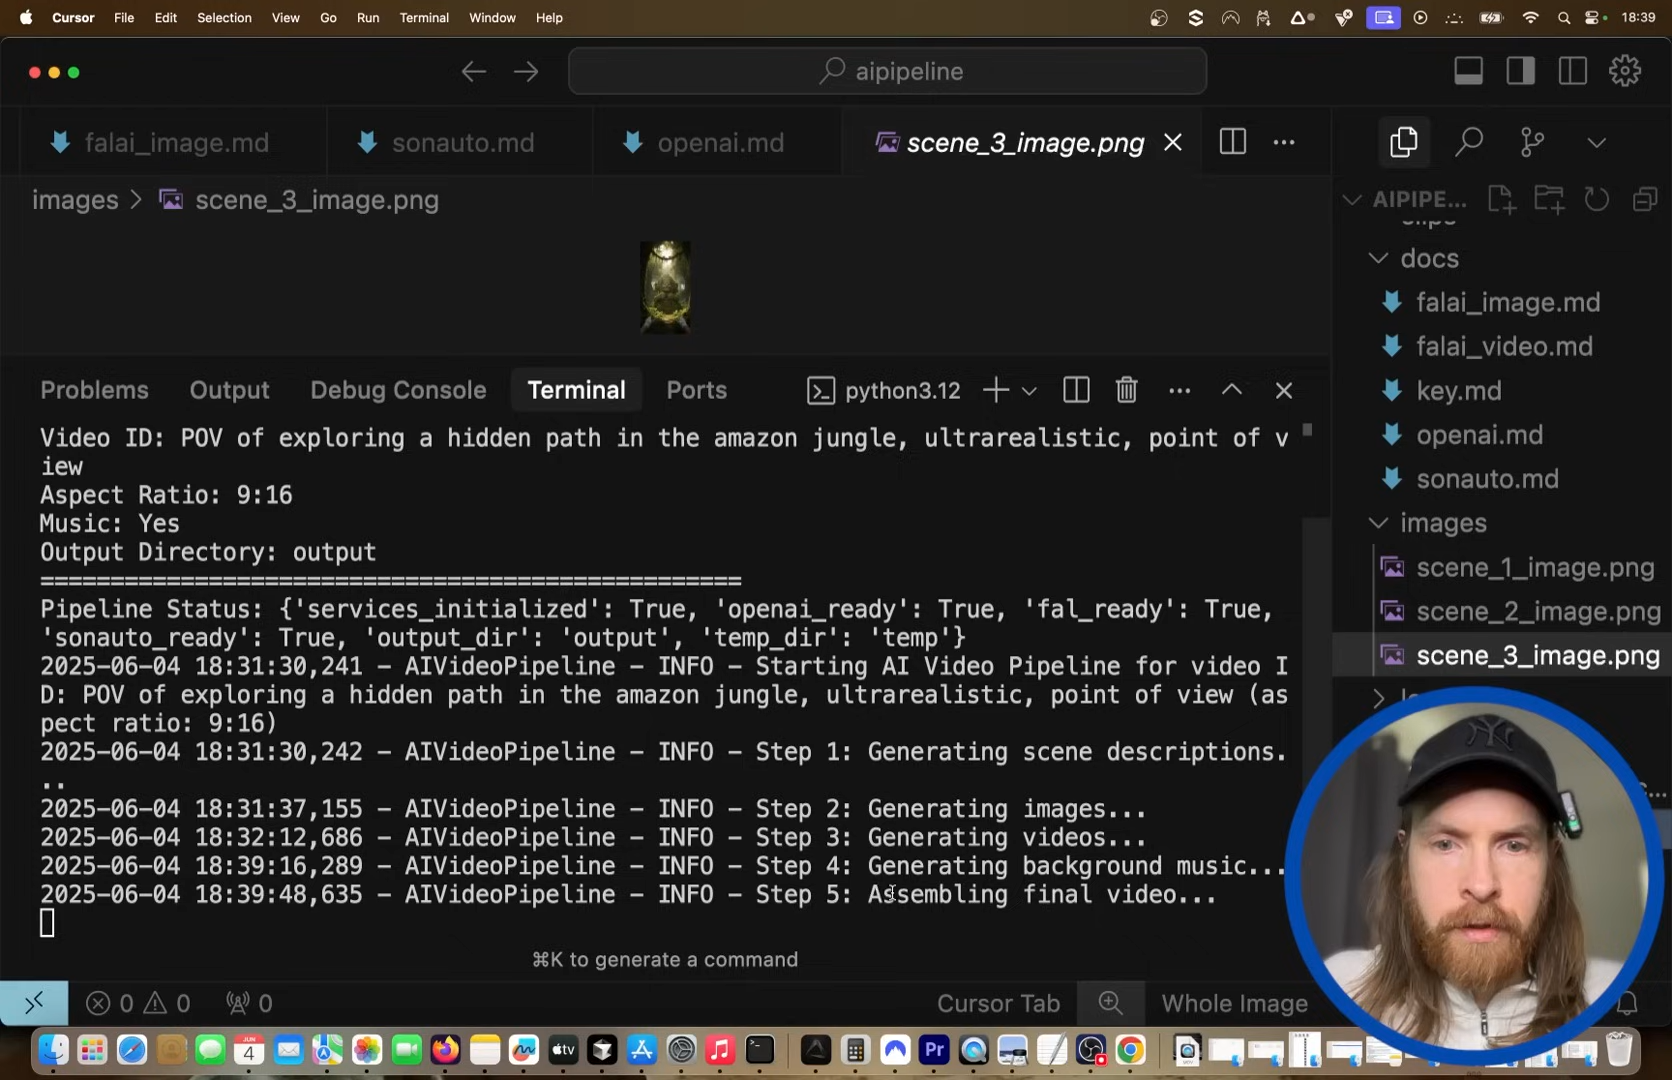 Cursor File Edit Selection View Go Run Terminal Window Help 18:39
aipipeline
falai_image.md sonauto.md openai.md scene_3_image.png
images > scene_3_image.png
Problems Output Debug Console Terminal Ports python3.12
Video ID: POV of exploring a hidden path in the amazon jungle, ultrarealistic, point of v
iew
Aspect Ratio: 9:16
Music: Yes
Output Directory: output
==================================================
Pipeline Status: {'services_initialized': True, 'openai_ready': True, 'fal_ready': True,
'sonauto_ready': True, 'output_dir': 'output', 'temp_dir': 'temp'}
2025-06-04 18:31:30,241 - AIVideoPipeline - INFO - Starting AI Video Pipeline for video I
D: POV of exploring a hidden path in the amazon jungle, ultrarealistic, point of view (as
pect ratio: 9:16)
2025-06-04 18:31:30,242 - AIVideoPipeline - INFO - Step 1: Generating scene descriptions.
..
2025-06-04 18:31:37,155 - AIVideoPipeline - INFO - Step 2: Generating images...
2025-06-04 18:32:12,686 - AIVideoPipeline - INFO - Step 3: Generating videos...
2025-06-04 18:39:16,289 - AIVideoPipeline - INFO - Step 4: Generating background music...
2025-06-04 18:39:48,635 - AIVideoPipeline - INFO - Step 5: Assembling final video...
⌘K to generate a command
0 0 0 Cursor Tab Whole Image
AIPIPE...
docs
falai_image.md
falai_video.md
key.md
openai.md
sonauto.md
images
scene_1_image.png
scene_2_image.png
scene_3_image.png
JUN
4
tv
Pr